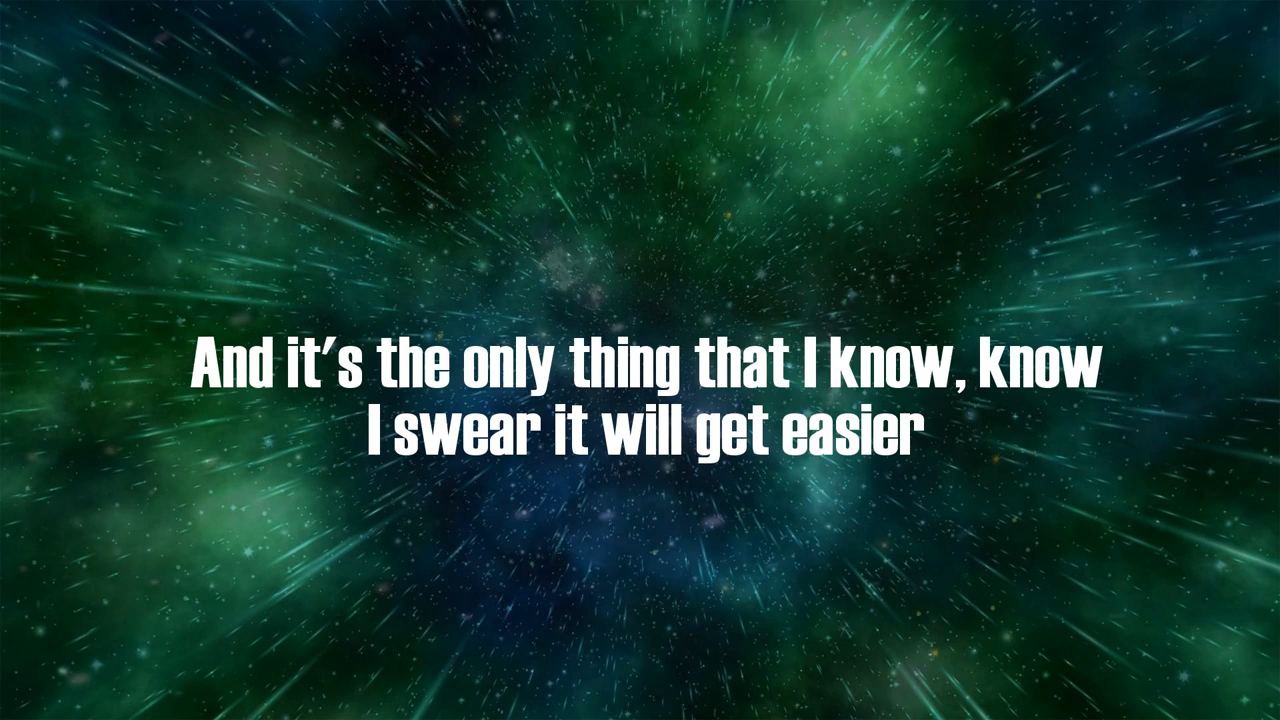 And it's the only thing that I know, know
I swear it will get easier